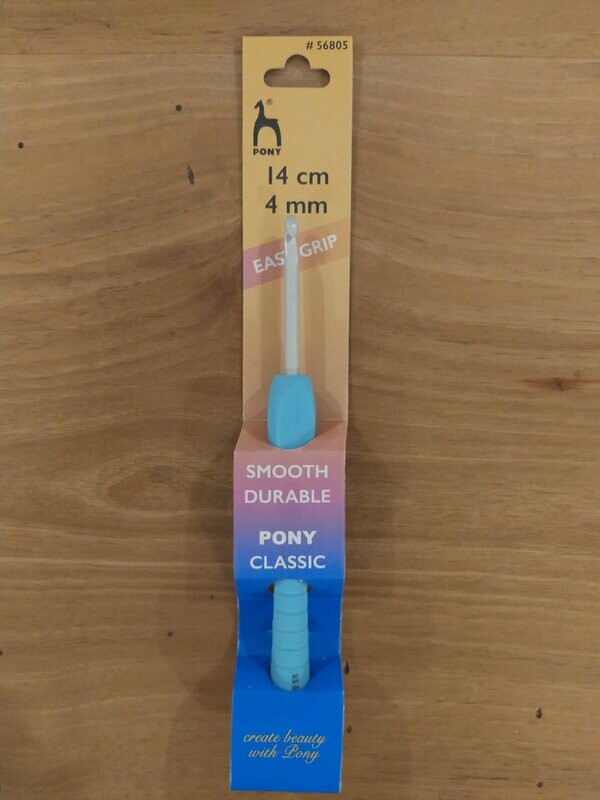 # 56805
®
PONY
14 cm
4 mm
EASY GRIP
SMOOTH
DURABLE
PONY
CLASSIC
create beauty
with Pony